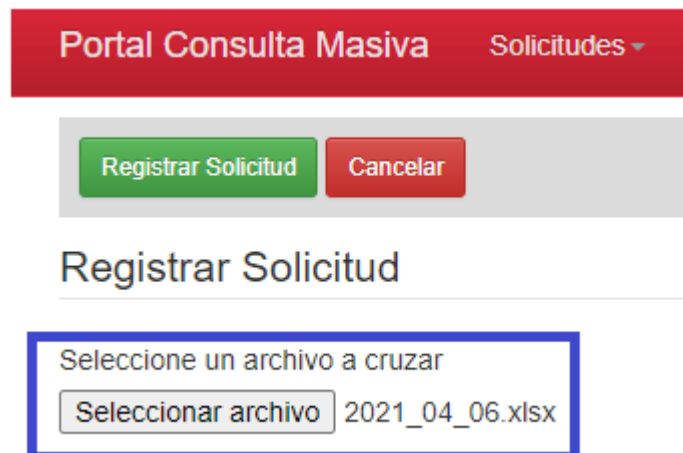 Portal Consulta Masiva Solicitudes
Registrar Solicitud Cancelar
Registrar Solicitud
Seleccione un archivo a cruzar
Seleccionar archivo 2021_04_06.xlsx